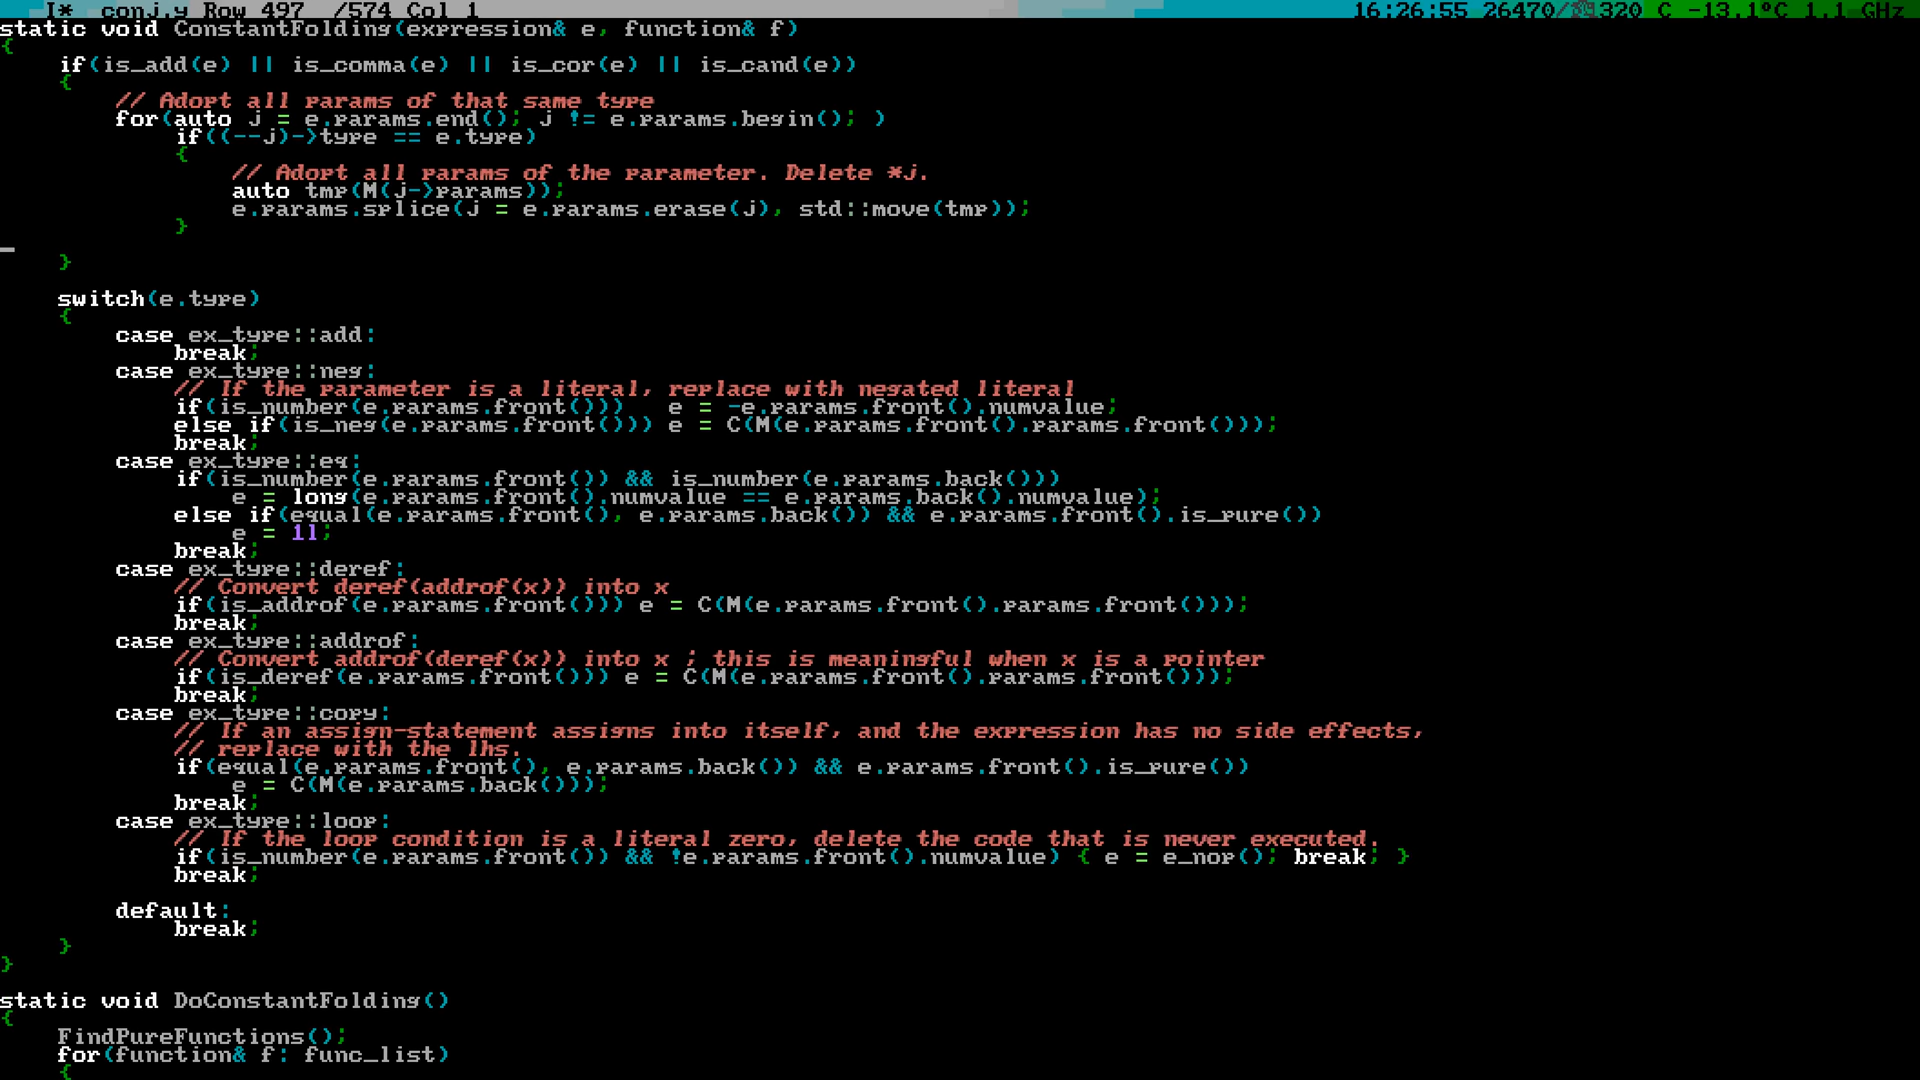 I*  conj.y Row 497  /574 Col 1 16:26:55 26470/ 320 C -13.1°C 1.1 GHz
static void ConstantFolding(expression& e, function& f)
{
    if(is_add(e) || is_comma(e) || is_cor(e) || is_cand(e))
    {
        // Adopt all params of that same type
        for(auto j = e.params.end(); j != e.params.begin(); )
            if((--j)->type == e.type)
            {
                // Adopt all params of the parameter. Delete *j.
                auto tmp(M(j->params));
                e.params.splice(j = e.params.erase(j), std::move(tmp));
            }
    }
    switch(e.type)
    {
        case ex_type::add:
            break;
        case ex_type::neg:
            // If the parameter is a literal, replace with negated literal
            if(is_number(e.params.front()))   e = -e.params.front().numvalue;
            else if(is_neg(e.params.front())) e = C(M(e.params.front().params.front()));
            break;
        case ex_type::eq:
            if(is_number(e.params.front()) && is_number(e.params.back()))
                e = long(e.params.front().numvalue == e.params.back().numvalue);
            else if(equal(e.params.front(), e.params.back()) && e.params.front().is_pure())
                e = 1l;
            break;
        case ex_type::deref:
            // Convert deref(addrof(x)) into x
            if(is_addrof(e.params.front())) e = C(M(e.params.front().params.front()));
            break;
        case ex_type::addrof:
            // Convert addrof(deref(x)) into x ; this is meaningful when x is a pointer
            if(is_deref(e.params.front())) e = C(M(e.params.front().params.front()));
            break;
        case ex_type::copy:
            // If an assign-statement assigns into itself, and the expression has no side effects,
            // replace with the lhs.
            if(equal(e.params.front(), e.params.back()) && e.params.front().is_pure())
                e = C(M(e.params.back()));
            break;
        case ex_type::loop:
            // If the loop condition is a literal zero, delete the code that is never executed.
            if(is_number(e.params.front()) && !e.params.front().numvalue) { e = e_nop(); break; }
            break;
        default:
            break;
    }
}
static void DoConstantFolding()
{
    FindPureFunctions();
    for(function& f: func_list)
    {